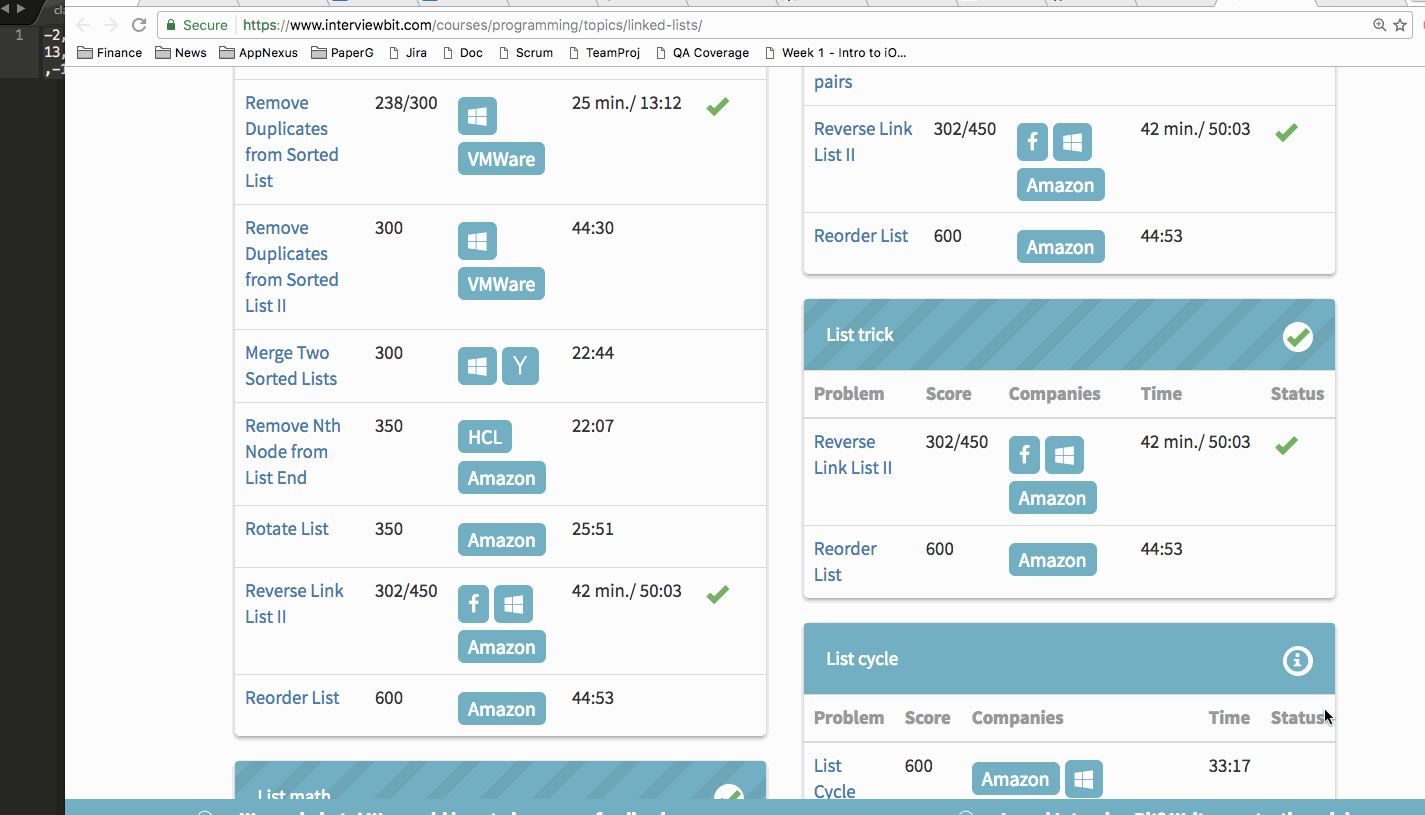 cla
1
-2,
13,
,-1
Secure
https://www.interviewbit.com/courses/programming/topics/linked-lists/
Finance News AppNexus PaperG Jira Doc Scrum TeamProj QA Coverage Week 1 - Intro to iO...
Remove 238/300 25 min./ 13:12
Duplicates
from Sorted VMWare
List
Remove 300 44:30
Duplicates
from Sorted VMWare
List II
Merge Two 300 Y 22:44
Sorted Lists
Remove Nth 350 HCL 22:07
Node from
List End Amazon
Rotate List 350 Amazon 25:51
Reverse Link 302/450 f 42 min./ 50:03
List II
Amazon
Reorder List 600 Amazon 44:53
List math
pairs
Reverse Link 302/450 f 42 min./ 50:03
List II
Amazon
Reorder List 600 Amazon 44:53
List trick
Problem Score Companies Time Status
Reverse 302/450 f 42 min./ 50:03
Link List II
Amazon
Reorder 600 Amazon 44:53
List
List cycle
Problem Score Companies Time Status
List 600 Amazon 33:17
Cycle